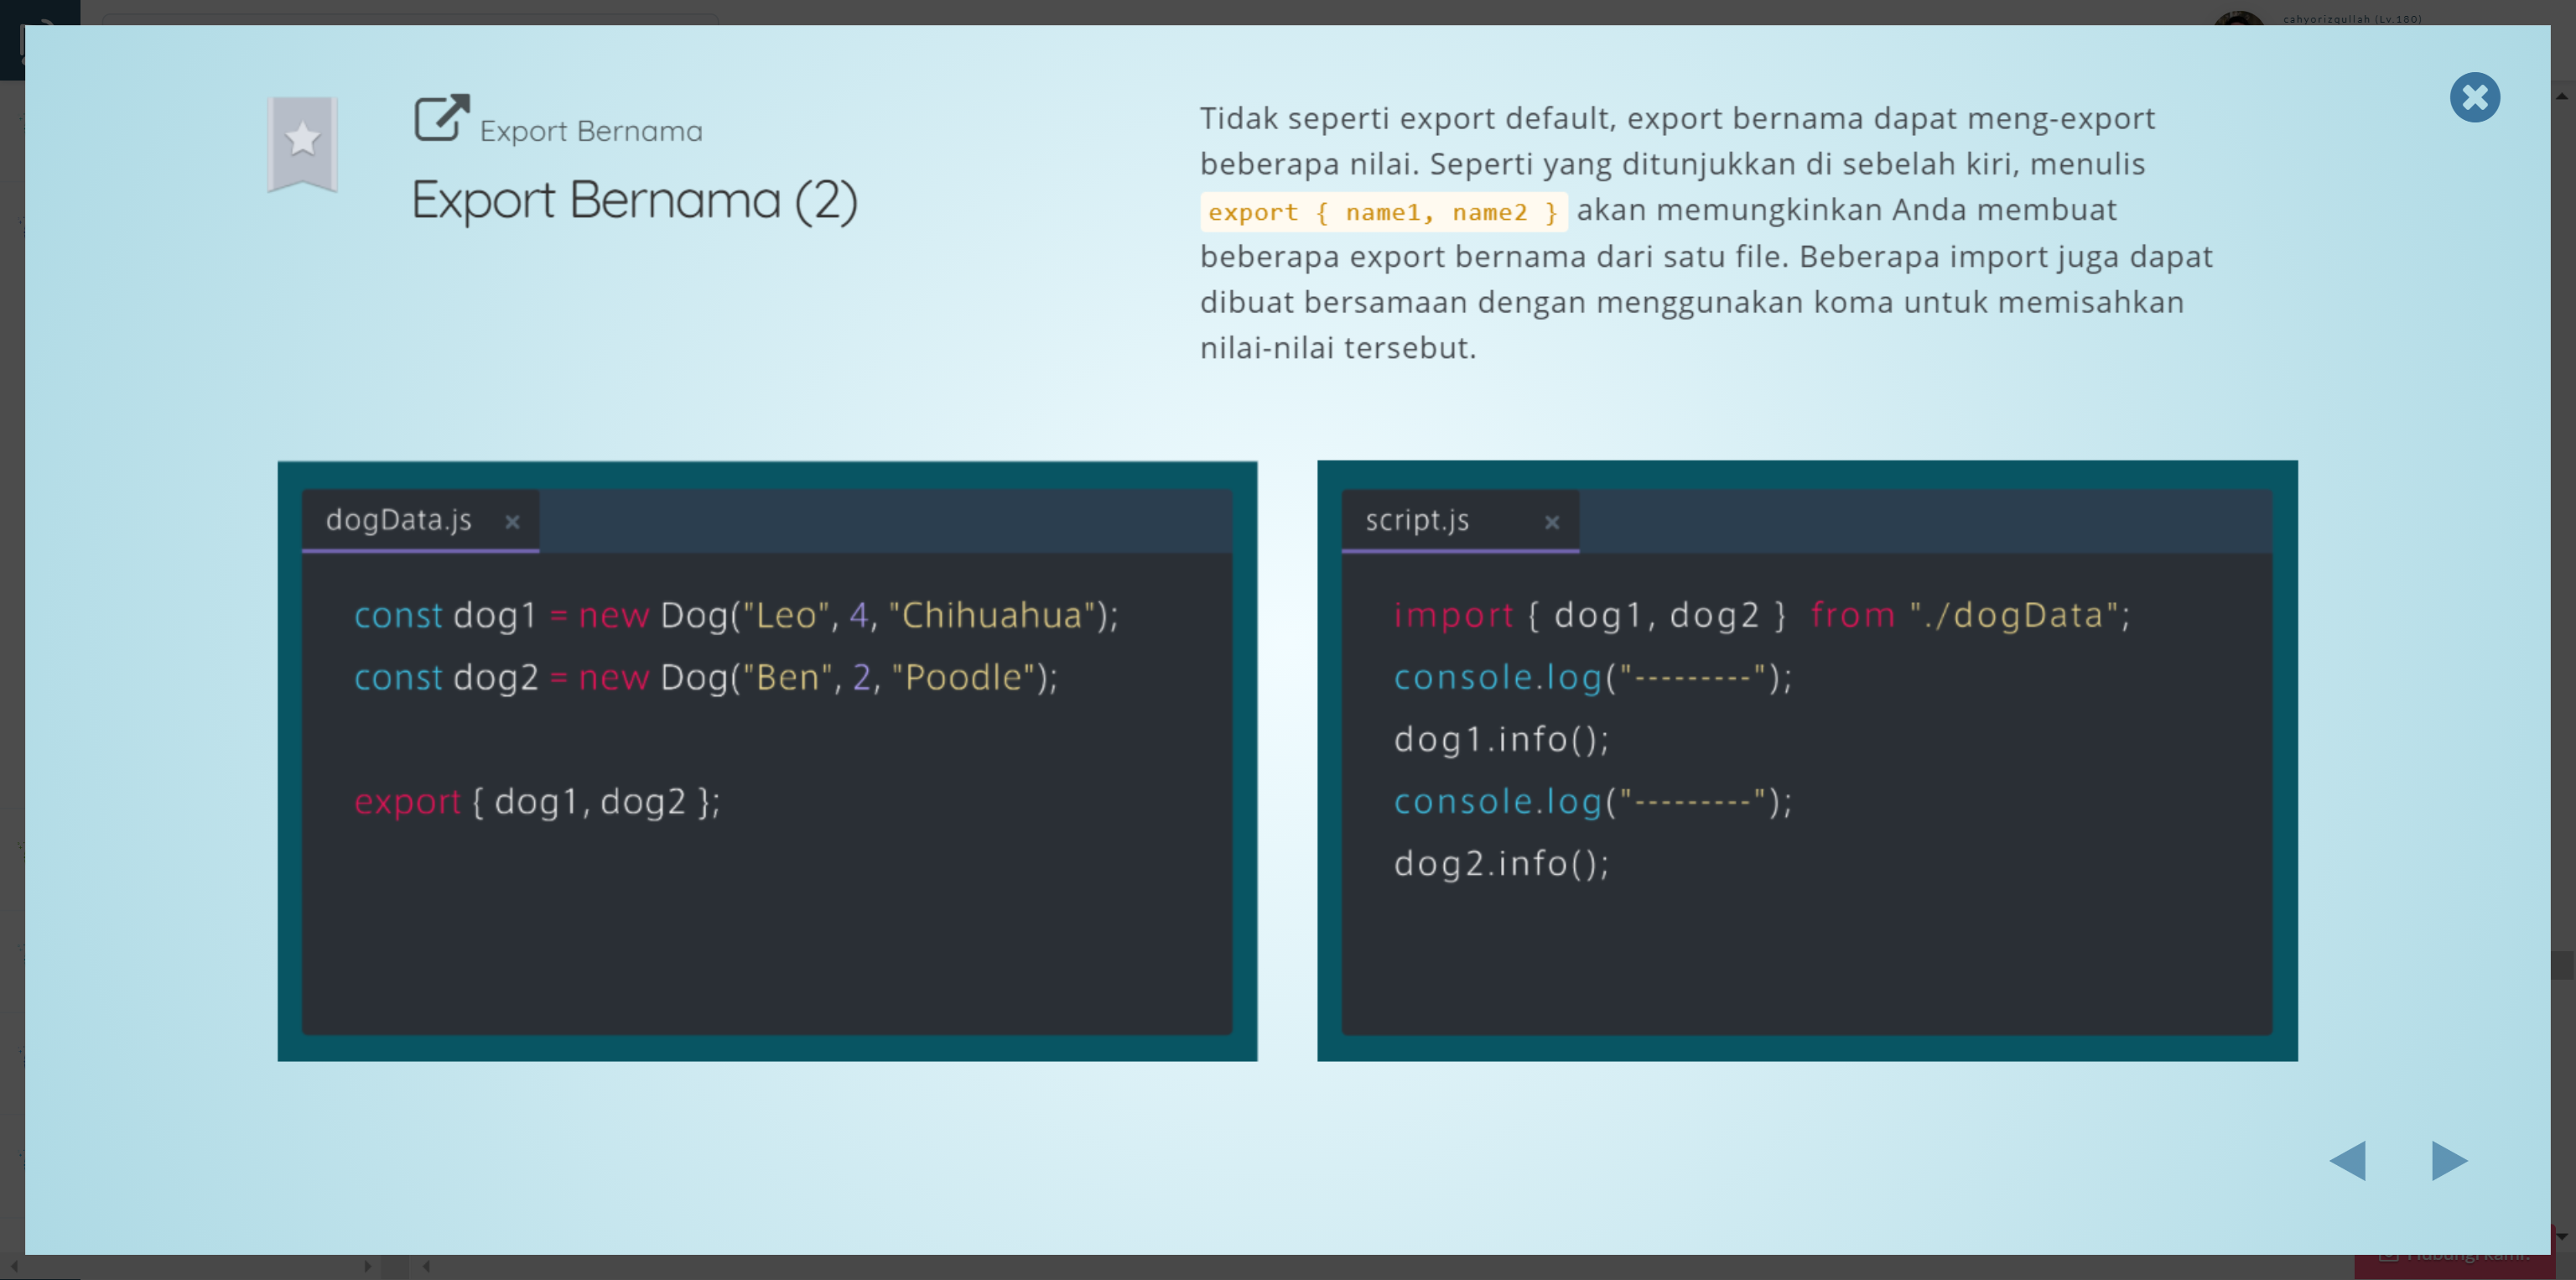 cahyorizqullah (Lv.180)
Export Bernama
Export Bernama (2)
Tidak seperti export default, export bernama dapat meng-export
beberapa nilai. Seperti yang ditunjukkan di sebelah kiri, menulis
export { name1, name2 } akan memungkinkan Anda membuat
beberapa export bernama dari satu file. Beberapa import juga dapat
dibuat bersamaan dengan menggunakan koma untuk memisahkan
nilai-nilai tersebut.
dogData.js ×
const dog1 = new Dog("Leo", 4, "Chihuahua");
const dog2 = new Dog("Ben", 2, "Poodle");
export { dog1, dog2 };
script.js ×
import { dog1, dog2 } from "./dogData";
console.log("---------");
dog1.info();
console.log("---------");
dog2.info();